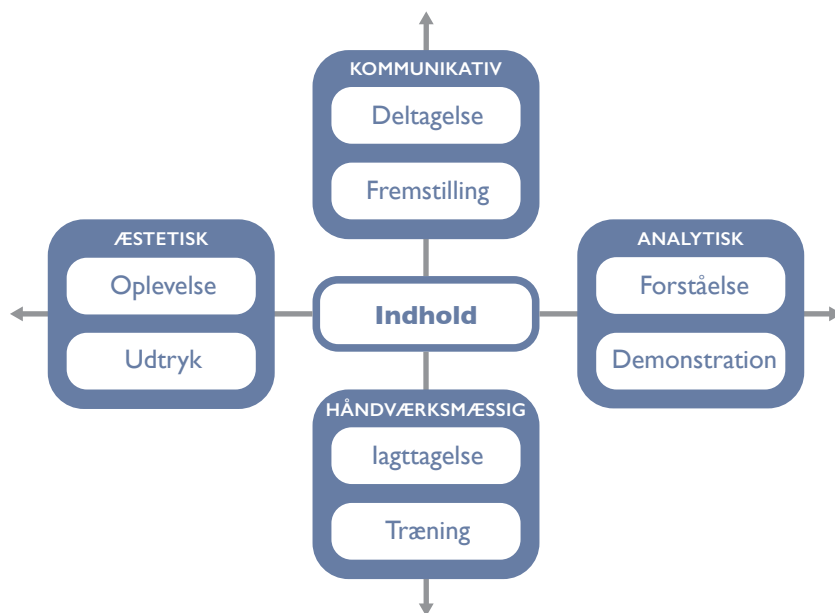 KOMMUNIKATIV
Deltagelse
Fremstilling
ÆSTETISK
Oplevelse
Udtryk
Indhold
ANALYTISK
Forståelse
Demonstration
HÅNDVÆRKSMÆSSIG
Iagttagelse
Træning